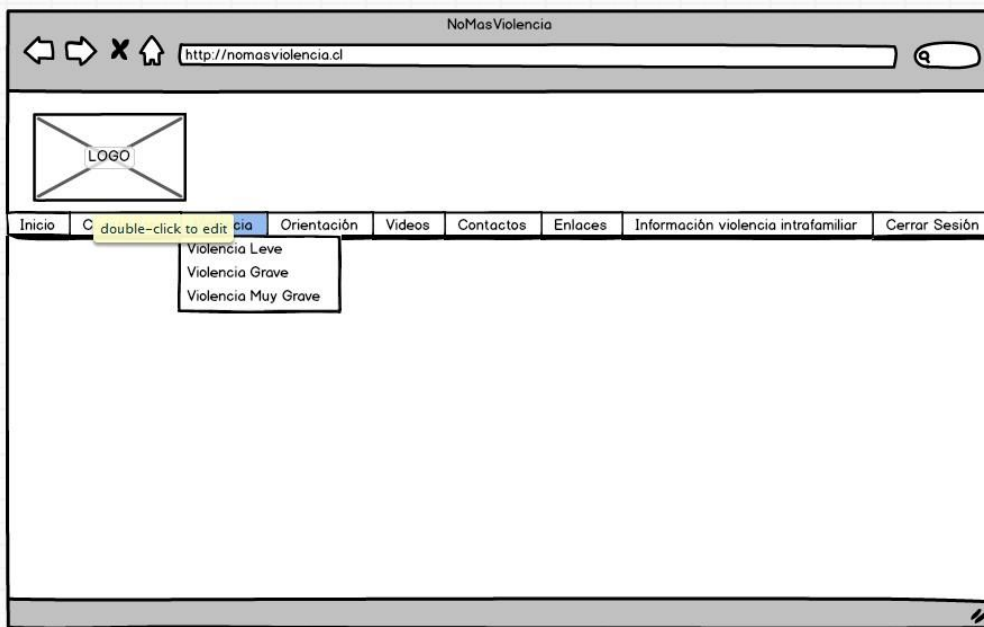 NoMasViolencia
http://nomasviolencia.cl
LOGO
Inicio double-click to edit Orientación Videos Contactos Enlaces Información violencia intrafamiliar Cerrar Sesión
Violencia Leve
Violencia Grave
Violencia Muy Grave